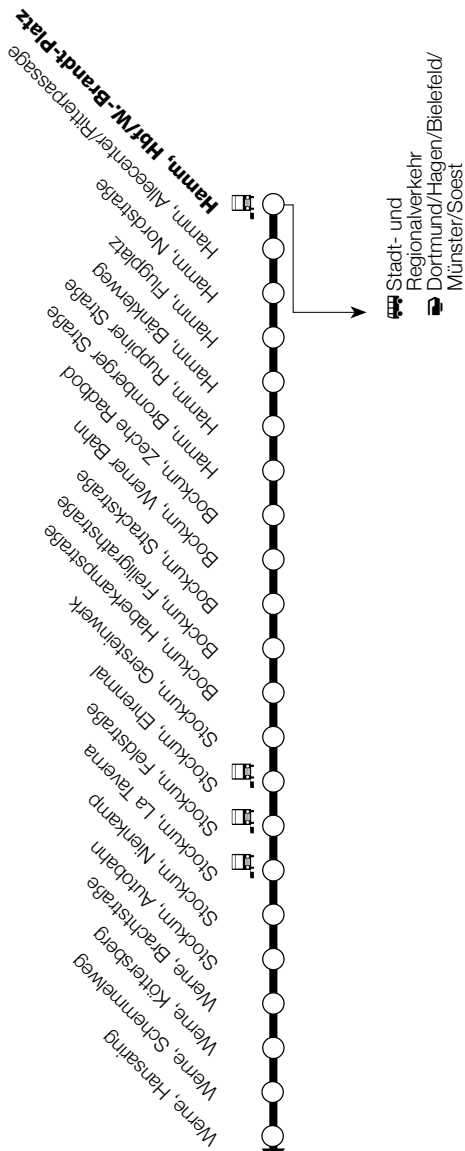 Hamm, Hbf/W.-Brandt-Platz
Hamm, Alleecenter/Ritterpassage
Hamm, Nordstraße
Hamm, Flugplatz
Hamm, Bänklerweg
Hamm, Ruppiner Straße
Hamm, Bromberger Straße
Bockum, Zeche Radbod
Bockum, Werner Bahn
Bockum, Strackstraße
Bockum, Freiligrathstraße
Bockum, Haberkampstraße
Stockum, Gersteinwerk
Stockum, Ehrenmal
Stockum, Feldstraße
Stockum, La Taverna
Stockum, Nienkamp
Stockum, Autobahn
Werne, Brachtstraße
Werne, Köttersberg
Werne, Schemmelweg
Werne, Hansaring
Stadt- und
Regionalverkehr
Dortmund/Hagen/Bielefeld/
Münster/Soest